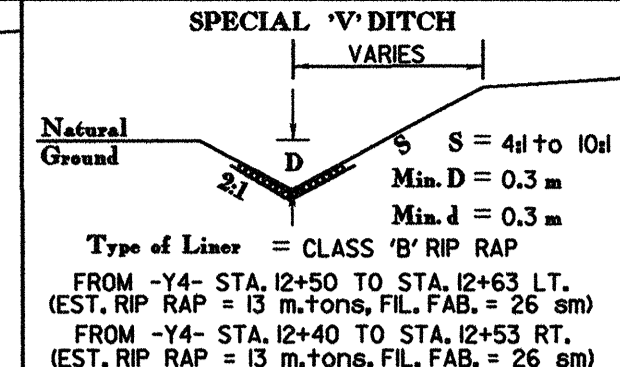 SPECIAL 'V' DITCH
VARIES
Natural
Ground
D
2:1
S
S = 4:1 to 10:1
Min. D = 0.3 m
Min. d = 0.3 m
Type of Liner = CLASS 'B' RIP RAP
FROM -Y4- STA. 12+50 TO STA. 12+63 LT.
(EST. RIP RAP = 13 m.tons, FIL. FAB. = 26 sm)
FROM -Y4- STA. 12+40 TO STA. 12+53 RT.
(EST. RIP RAP = 13 m.tons, FIL. FAB. = 26 sm)